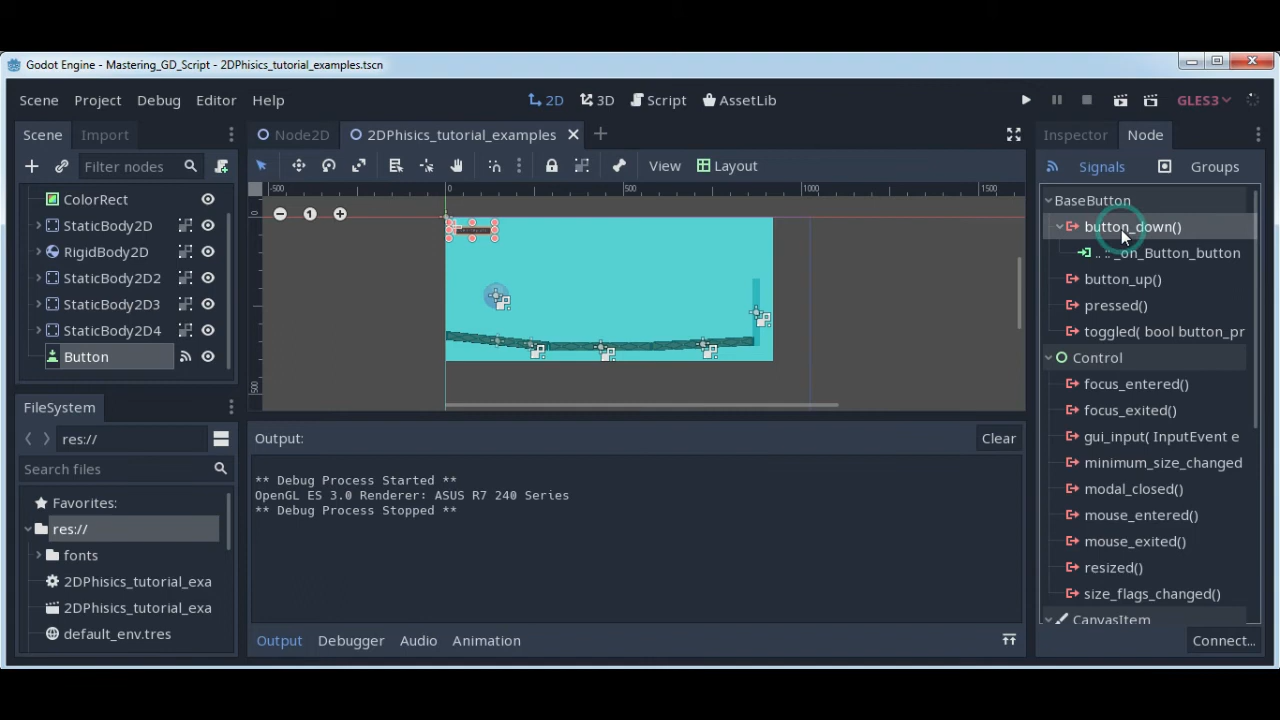 Godot Engine - Mastering_GD_Script - 2DPhisics_tutorial_examples.tscn
Scene Project Debug Editor Help
2D 3D Script AssetLib
GLES3
Scene Import
Filter nodes
ColorRect
StaticBody2D
RigidBody2D
StaticBody2D2
StaticBody2D3
StaticBody2D4
Button
FileSystem
res://
Search files
Favorites:
res://
fonts
2DPhisics_tutorial_exa
2DPhisics_tutorial_exa
default_env.tres
Node2D 2DPhisics_tutorial_examples
View Layout
-500 0 500 1000 1500
0
500
1
Output:
Clear
** Debug Process Started **
OpenGL ES 3.0 Renderer: ASUS R7 240 Series
** Debug Process Stopped **
Output Debugger Audio Animation
Inspector Node
Signals Groups
BaseButton
button_down()
.. :: _on_Button_button
button_up()
pressed()
toggled( bool button_pr
Control
focus_entered()
focus_exited()
gui_input( InputEvent e
minimum_size_changed
modal_closed()
mouse_entered()
mouse_exited()
resized()
size_flags_changed()
CanvasItem
Connect...